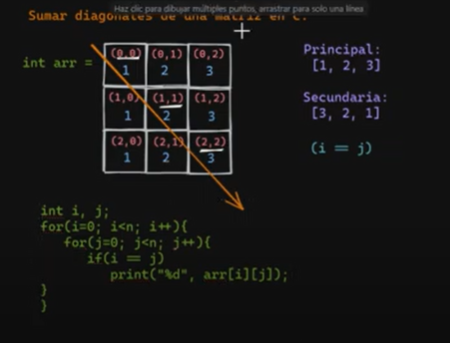 Haz clic para dibujar múltiples puntos, arrastrar para solo una línea
Sumar diagonales de una matriz en C.
int arr =
(0,0) (0,1) (0,2)
1 2 3
(1,0) (1,1) (1,2)
1 2 3
(2,0) (2,1) (2,2)
1 2 3
Principal:
[1, 2, 3]
Secundaria:
[3, 2, 1]
(i == j)
int i, j;
for(i=0; i<n; i++){
for(j=0; j<n; j++){
if(i == j)
print("%d", arr[i][j]);
}
}